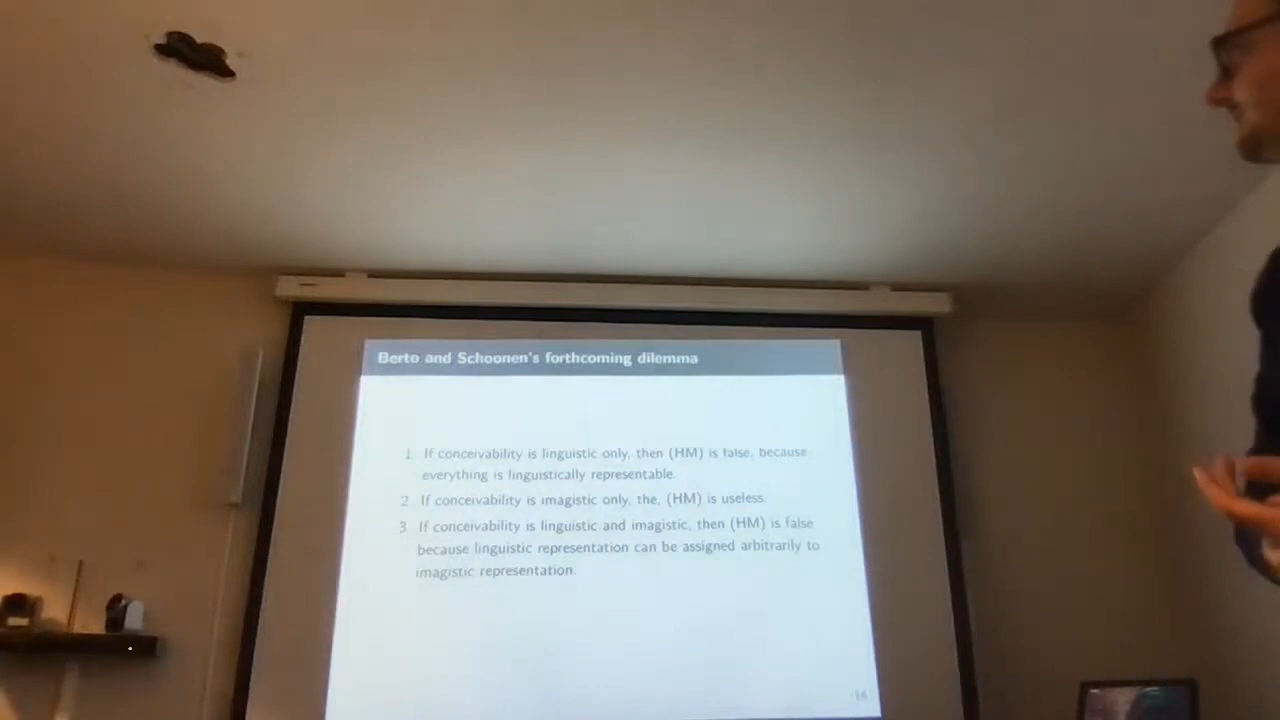 Berto and Schoonen's forthcoming dilemma
1. If conceivability is linguistic only, then (HM) is false, because
everything is linguistically representable.
2. If conceivability is imagistic only, the, (HM) is useless.
3. If conceivability is linguistic and imagistic, then (HM) is false
because linguistic representation can be assigned arbitrarily to
imagistic representation.